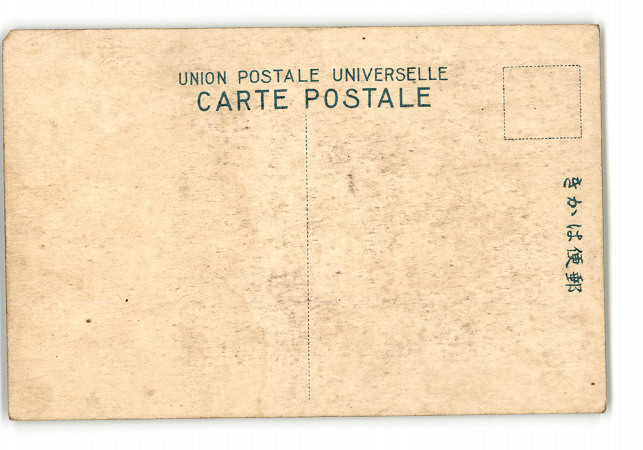 UNION POSTALE UNIVERSELLE
CARTE POSTALE
きかは便郵